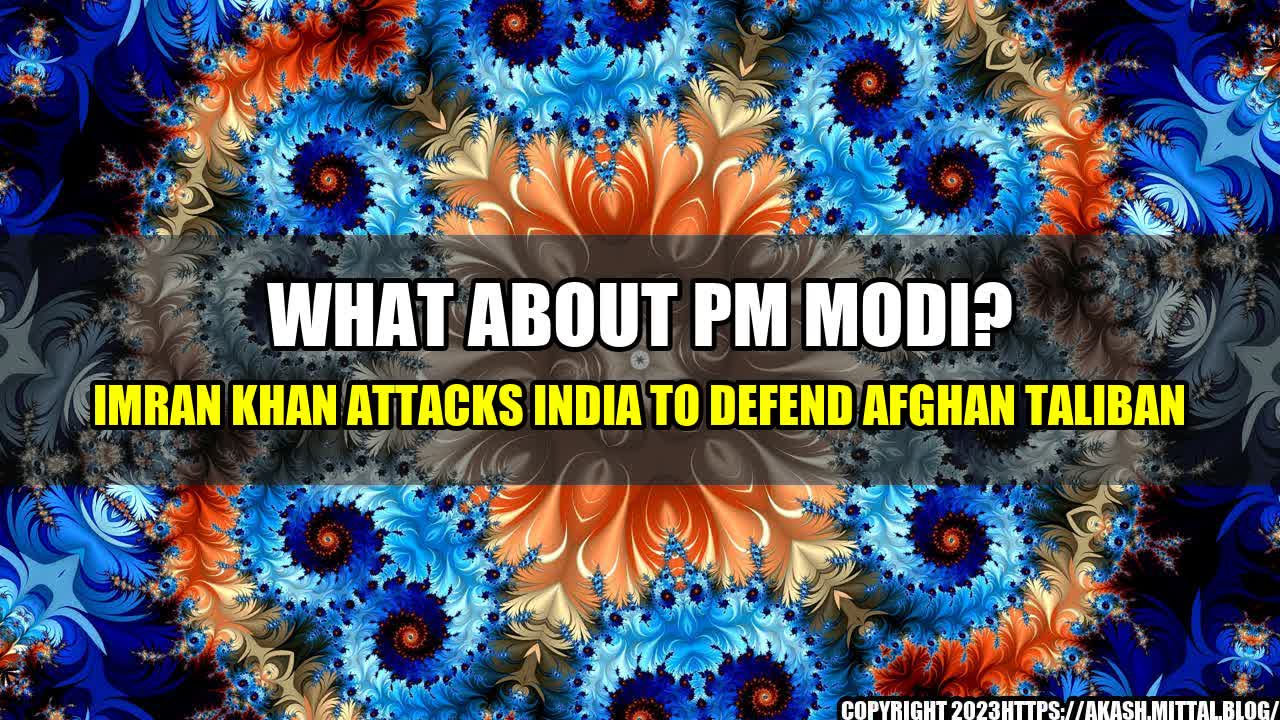 WHAT ABOUT PM MODI?
IMRAN KHAN ATTACKS INDIA TO DEFEND AFGHAN TALIBAN
COPYRIGHT 2023HTTPS://AKASH.MITTAL.BLOG/